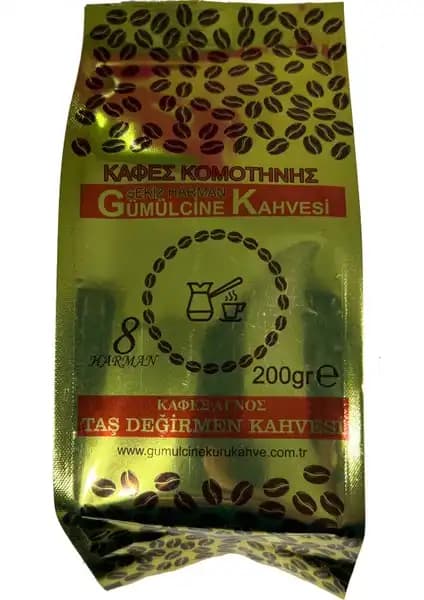 ΚΑΦΕΣ ΚΟΜΟΤΗΝΗΣ
SEKİZ HARMAN
GÜMÜLCİNE KAHVESİ
8
HARMAN
200gr ℮
ΚΑΦΕΣ ΑΓΝΟΣ
TAŞ DEĞİRMEN KAHVESİ
www.gumulcinekurukahve.com.tr